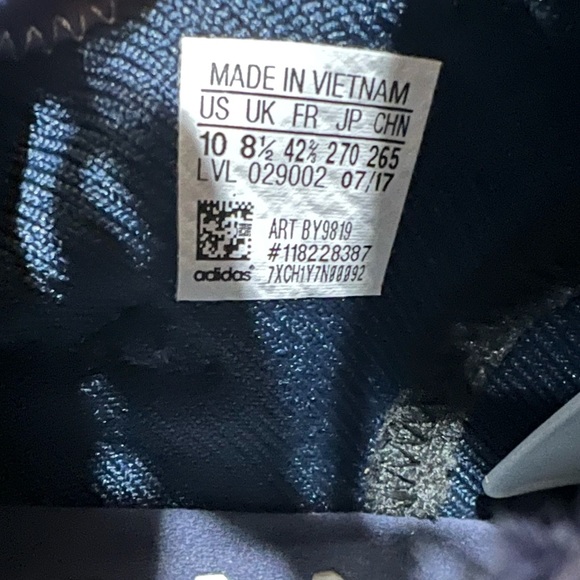 MADE IN VIETNAM
US UK FR JP CHN
10 8½ 42⅔ 270 265
LVL 029002 07/17
ART BY9819
#118228387
adidas® 7XCH1Y7N00092